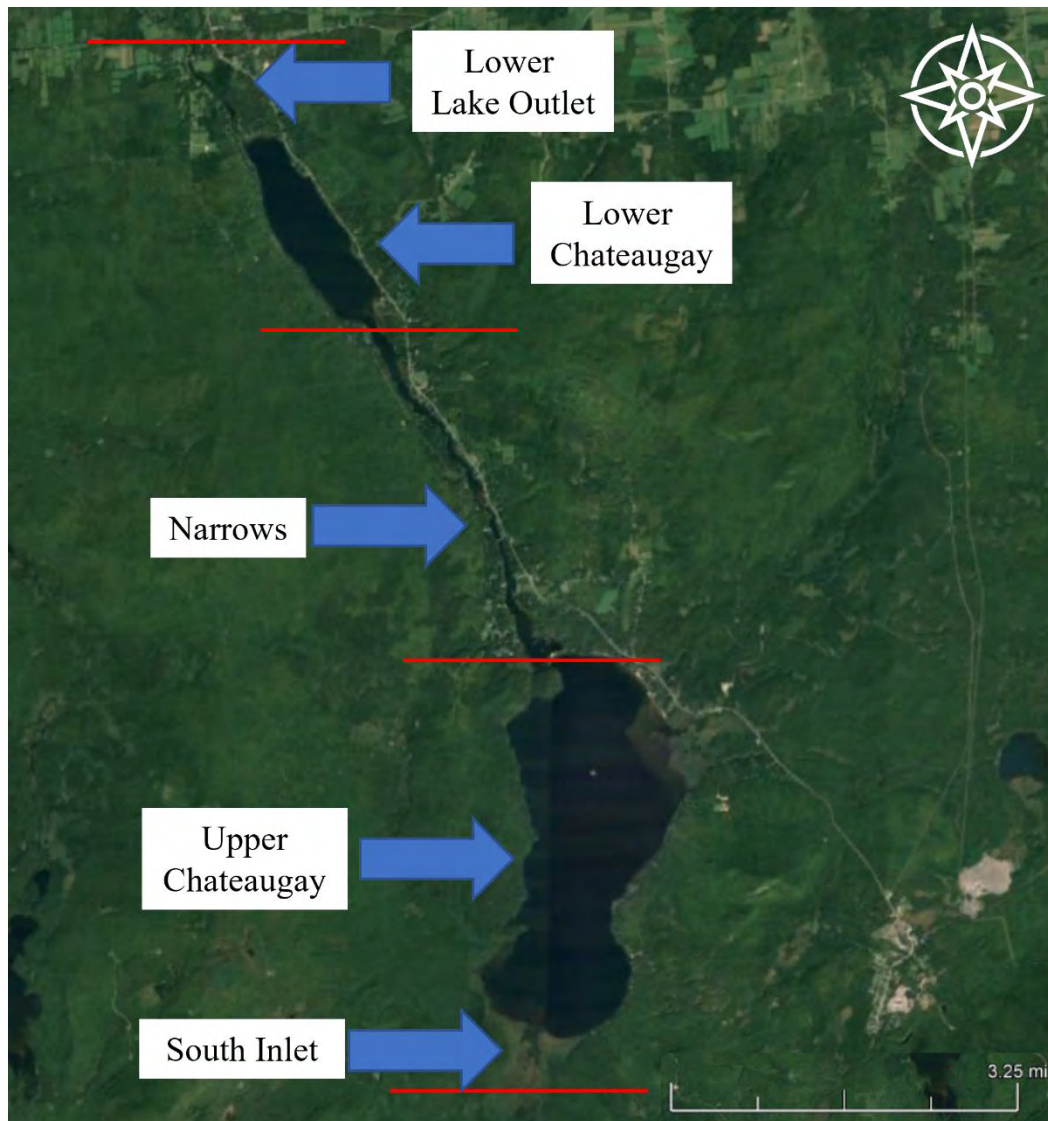 Lower
Lake Outlet
Lower
Chateaugay
Narrows
Upper
Chateaugay
South Inlet
3.25 mi